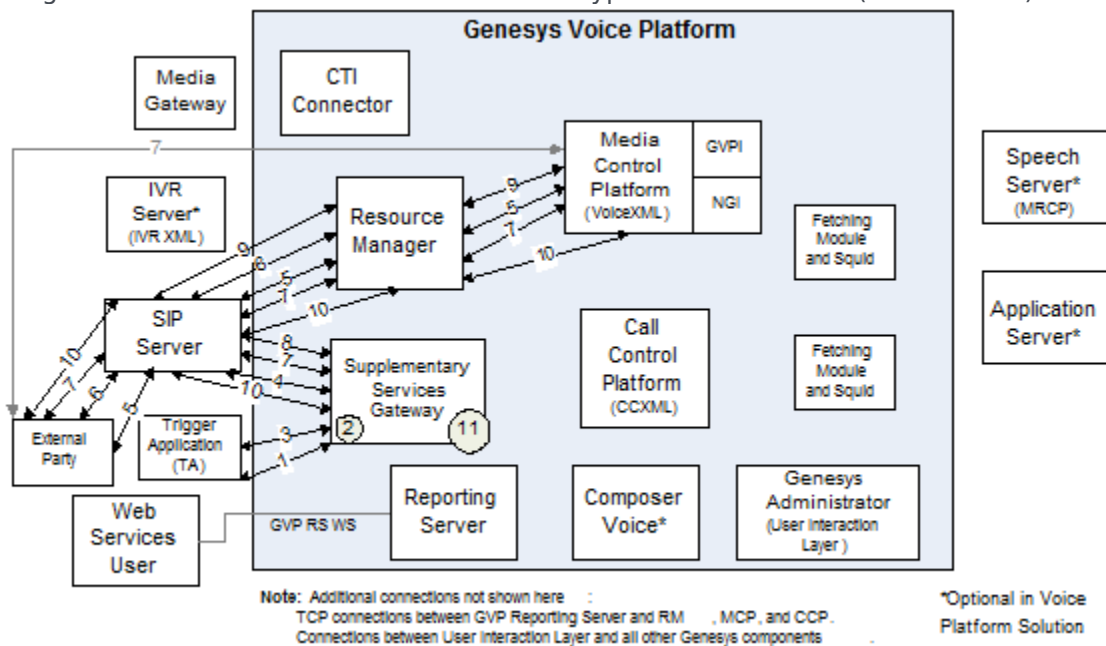 Genesys Voice Platform
Media
Gateway
CTI
Connector
7
Media
Control
Platform
(VoiceXML)
GVPI
NGI
Speech
Server*
(MRCP)
IVR
Server*
(IVR XML)
Resource
Manager
9
5
7
10
Fetching
Module
and Squid
9
6
5
7
10
SIP
Server
Call
Control
Platform
(CCXML)
Application
Server*
8
7
4
10
Supplementary
Services
Gateway
2
11
Fetching
Module
and Squid
10
7
6
5
External
Party
Trigger
Application
(TA)
3
1
Web
Services
User
GVP RS WS
Reporting
Server
Composer
Voice*
Genesys
Administrator
(User Interaction
Layer )
Note: Additional connections not shown here :
TCP connections between GVP Reporting Server and RM , MCP, and CCP.
Connections between User Interaction Layer and all other Genesys components .
*Optional in Voice
Platform Solution